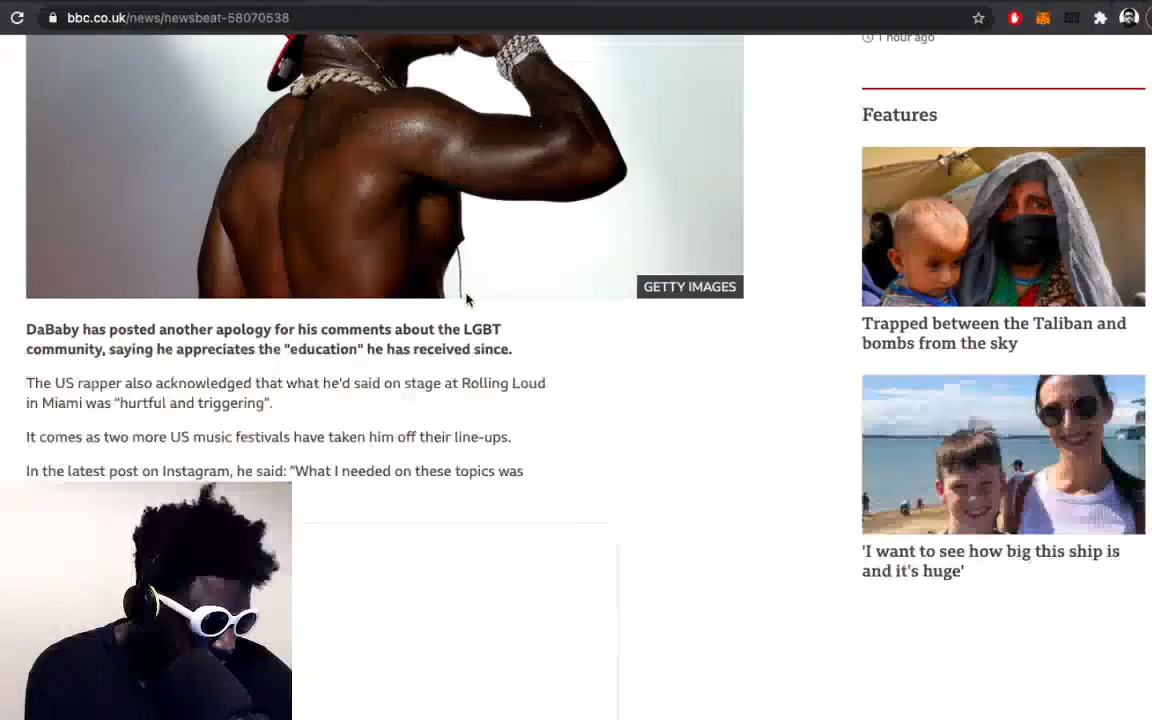 bbc.co.uk/news/newsbeat-58070538
1 hour ago
Features
GETTY IMAGES
DaBaby has posted another apology for his comments about the LGBT
community, saying he appreciates the "education" he has received since.
The US rapper also acknowledged that what he'd said on stage at Rolling Loud
in Miami was "hurtful and triggering".
It comes as two more US music festivals have taken him off their line-ups.
In the latest post on Instagram, he said: "What I needed on these topics was
Trapped between the Taliban and
bombs from the sky
'I want to see how big this ship is
and it's huge'